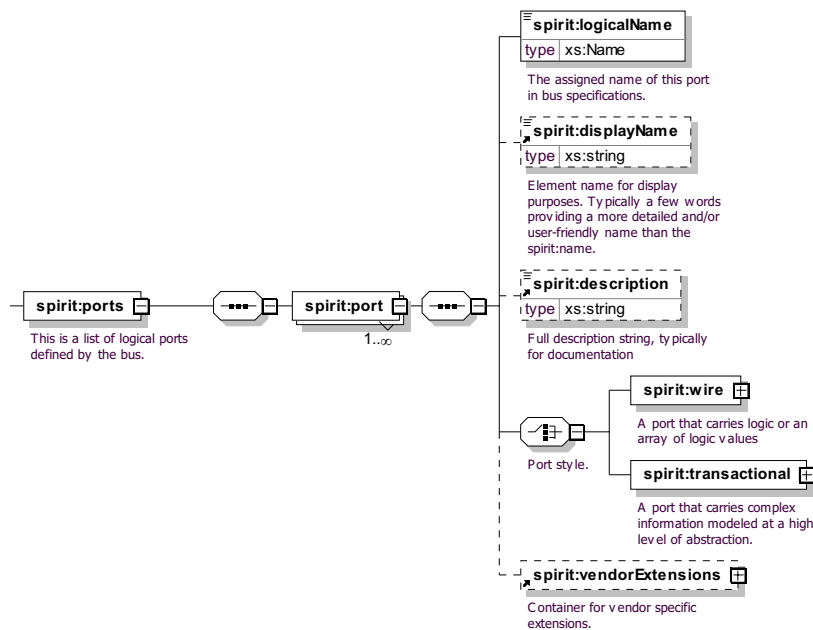 spirit:logicalName
type xs:Name
The assigned name of this port
in bus specifications.
spirit:displayName
type xs:string
Element name for display
purposes. Typically a few words
providing a more detailed and/or
user-friendly name than the
spirit:name.
spirit:ports
This is a list of logical ports
defined by the bus.
spirit:port
1..∞
spirit:description
type xs:string
Full description string, typically
for documentation
Port style.
spirit:wire
A port that carries logic or an
array of logic values
spirit:transactional
A port that carries complex
information modeled at a high
level of abstraction.
spirit:vendorExtensions
Container for vendor specific
extensions.